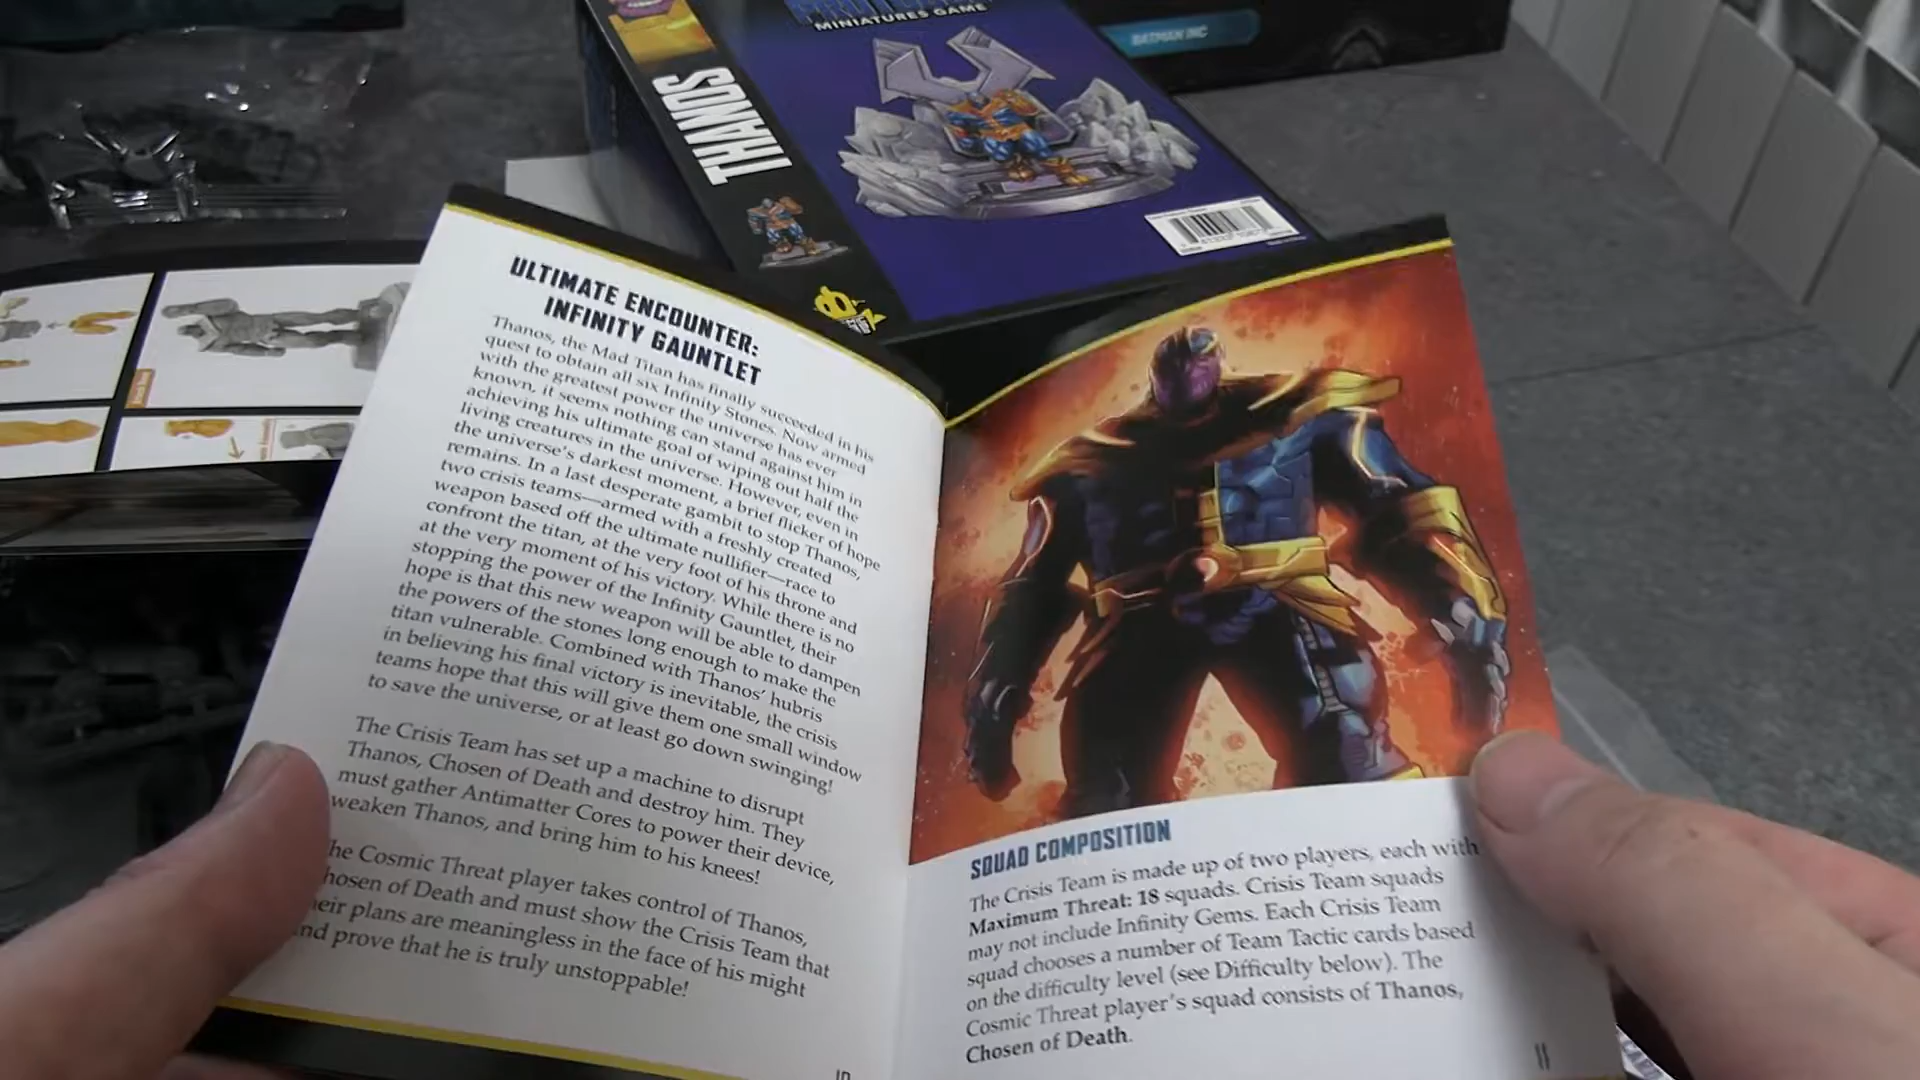 MINIATURES GAME
BATMAN INC
THANOS
ULTIMATE ENCOUNTER:
INFINITY GAUNTLET
Thanos, the Mad Titan has finally succeeded in his
quest to obtain all six Infinity Stones. Now armed
with the greatest power the universe has ever
known, it seems nothing can stand against him in
achieving his ultimate goal of wiping out half the
living creatures in the universe. However, even in
the universe's darkest moment, a brief flicker of hope
remains. In a last desperate gambit to stop Thanos,
two crisis teams—armed with a freshly created
weapon based off the ultimate nullifier—race to
confront the titan, at the very foot of his throne and
at the very moment of his victory. While there is no
stopping the power of the Infinity Gauntlet, their
hope is that this new weapon will be able to dampen
the powers of the stones long enough to make the
titan vulnerable. Combined with Thanos' hubris
in believing his final victory is inevitable, the crisis
teams hope that this will give them one small window
to save the universe, or at least go down swinging!
The Crisis Team has set up a machine to disrupt
Thanos, Chosen of Death and destroy him. They
must gather Antimatter Cores to power their device,
weaken Thanos, and bring him to his knees!
he Cosmic Threat player takes control of Thanos,
hosen of Death and must show the Crisis Team that
heir plans are meaningless in the face of his might
nd prove that he is truly unstoppable!
10
SQUAD COMPOSITION
The Crisis Team is made up of two players, each with
Maximum Threat: 18 squads. Crisis Team squads
may not include Infinity Gems. Each Crisis Team
squad chooses a number of Team Tactic cards based
on the difficulty level (see Difficulty below). The
Cosmic Threat player's squad consists of Thanos,
Chosen of Death.
11